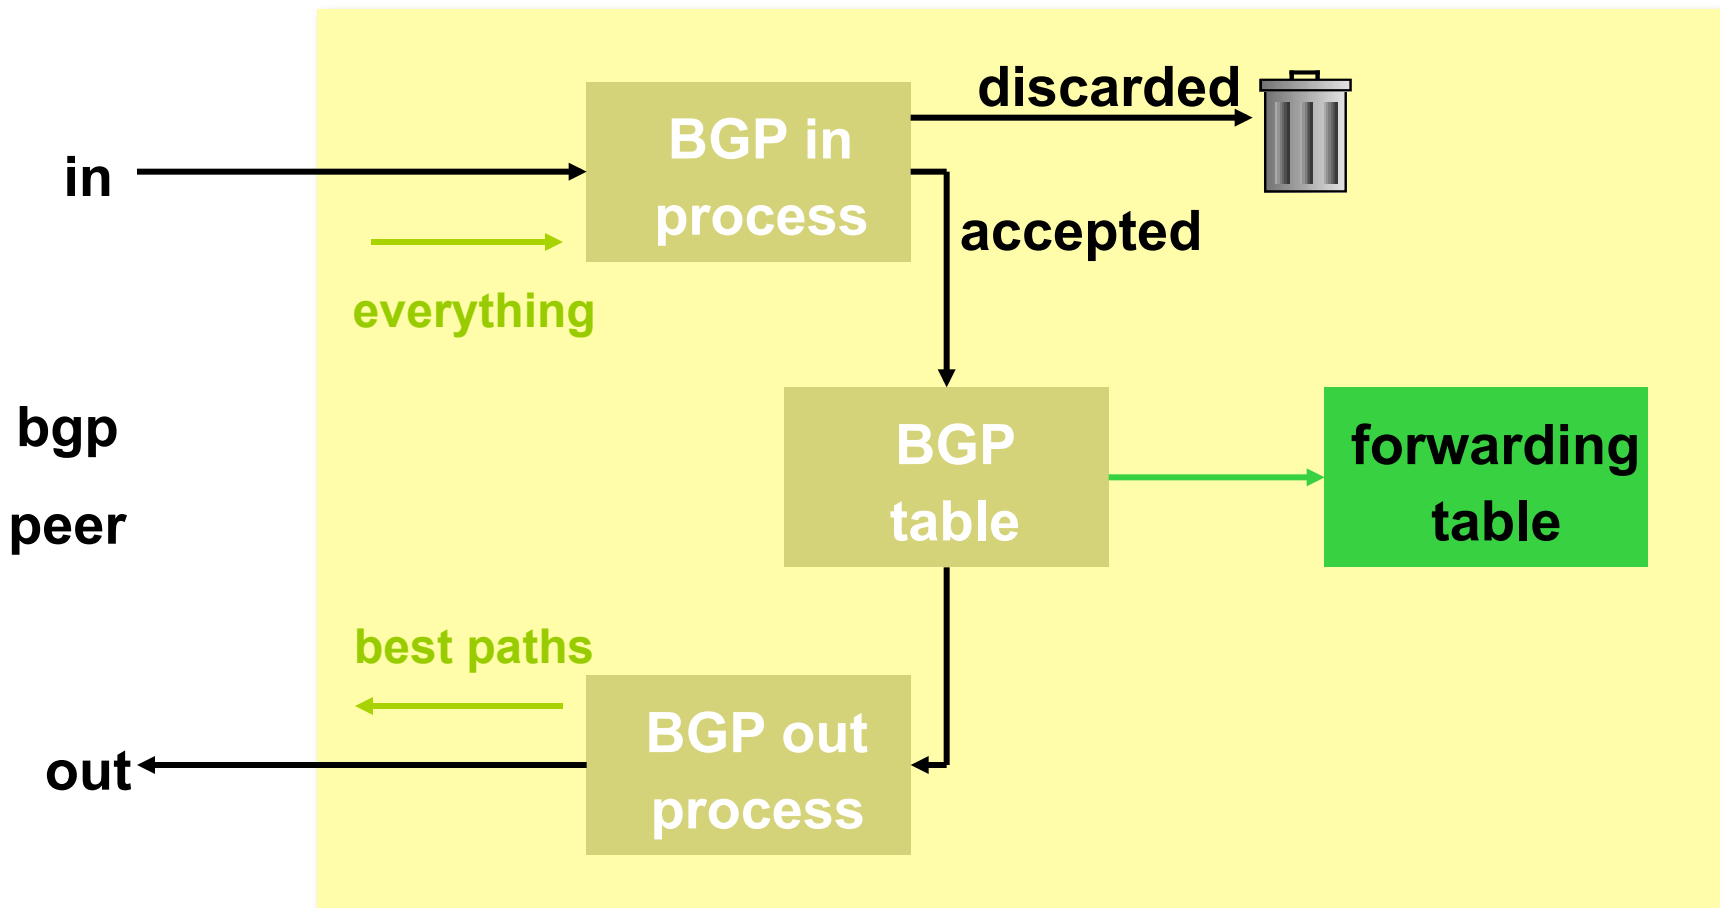 discarded
BGP in
process
in
accepted
everything
bgp
peer
BGP
table
forwarding
table
best paths
BGP out
process
out